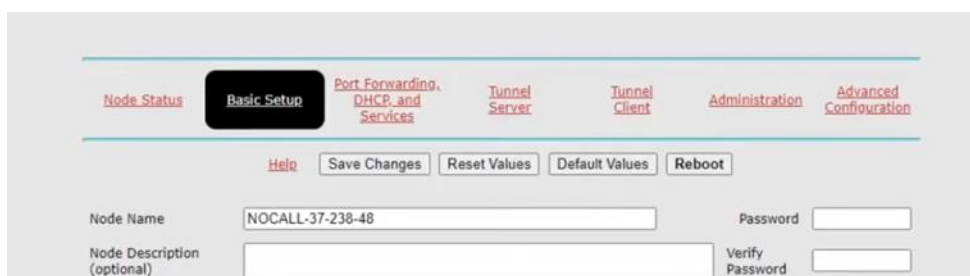 Node Status
Basic Setup
Port Forwarding,
DHCP, and
Services
Tunnel
Server
Tunnel
Client
Administration
Advanced
Configuration
Help Save Changes Reset Values Default Values Reboot
Node Name NOCALL-37-238-48 Password
Node Description
(optional)
Verify
Password